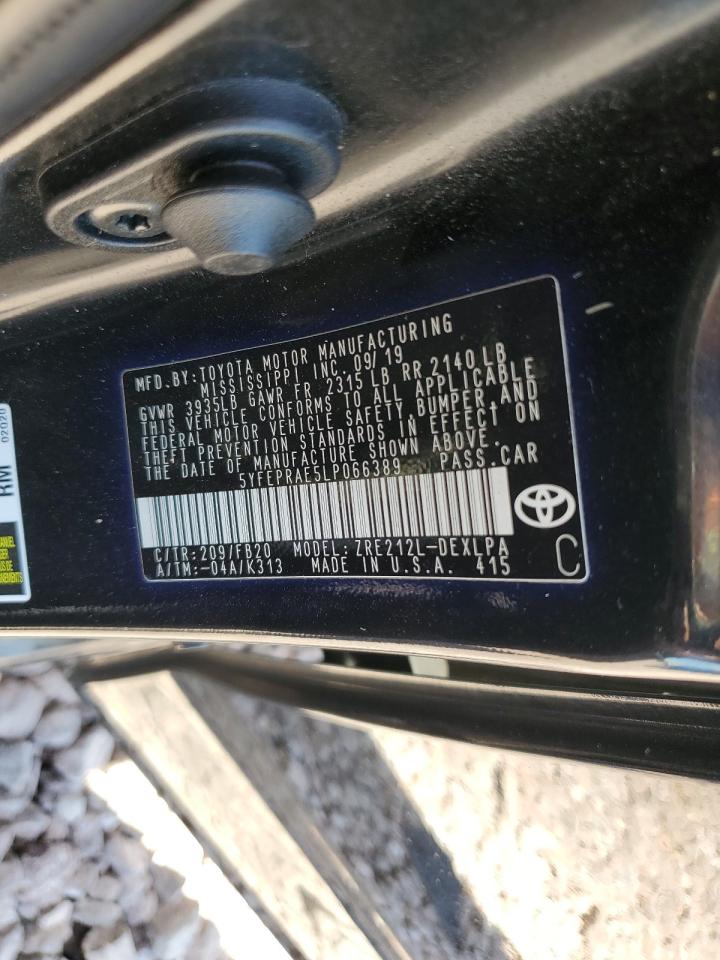 MFD.BY:TOYOTA MOTOR MANUFACTURING
MISSISSIPPI INC. 09/19
GVWR 3935LB GAWR FR 2315 LB RR 2140 LB
THIS VEHICLE CONFORMS TO ALL APPLICABLE
FEDERAL MOTOR VEHICLE SAFETY, BUMPER, AND
THEFT PREVENTION STANDARDS IN EFFECT ON
THE DATE OF MANUFACTURE SHOWN ABOVE.
5YFEPRAE5LP066389 PASS.CAR
C/TR:209/FB20 MODEL: ZRE212L-DEXLPA
A/TM:-04A/K313 MADE IN U.S.A. 415
C
RM
02020